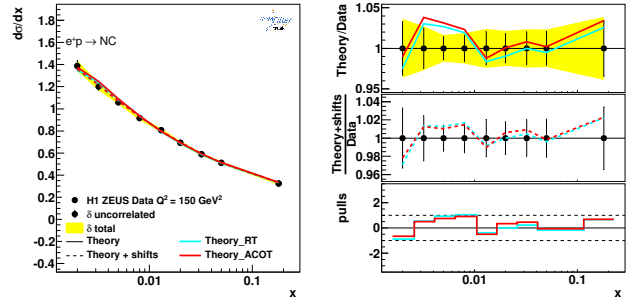 dσ/dx
1.8
1.6
1.4
1.2
1
0.8
0.6
0.4
0.2
0
-0.2
-0.4
e⁺p → NC
H1 ZEUS Data Q² = 150 GeV²
δ uncorrelated
δ total
Theory
Theory_RT
Theory + shifts
Theory_ACOT
0.01
0.1
x
Theory/Data
1.05
1
0.95
Theory+shifts
Data
1.04
1.02
1
0.98
0.96
pulls
2
0
-2
0.01
0.1
x